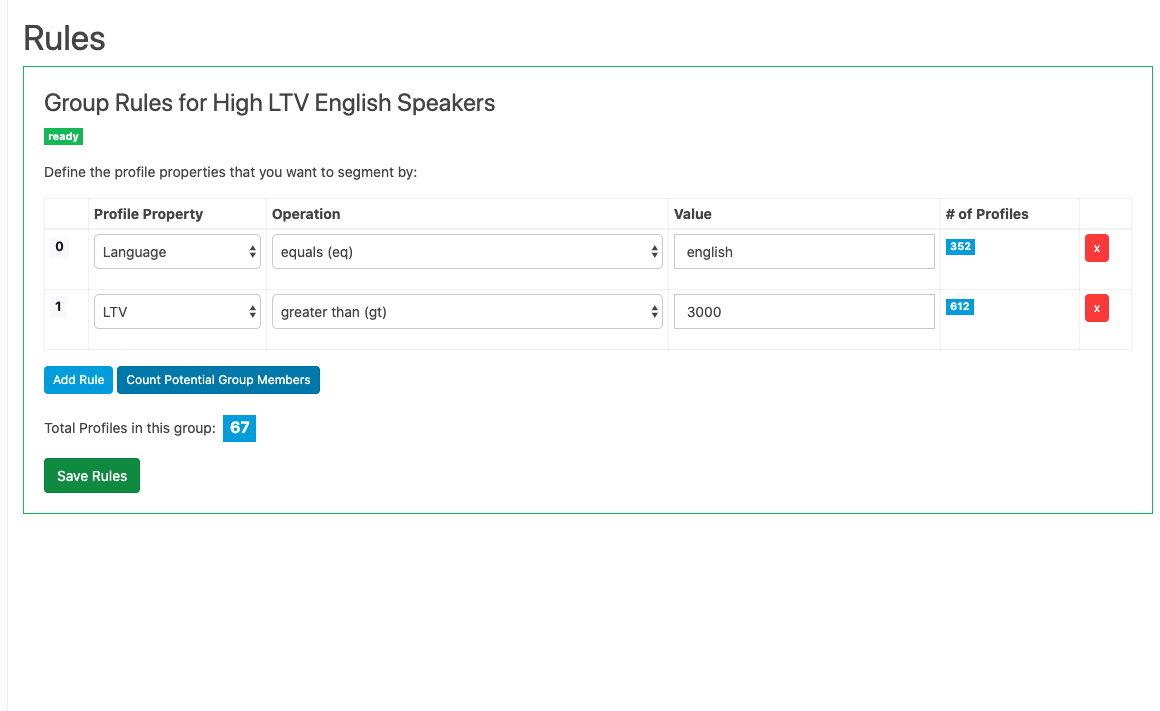 Rules
Group Rules for High LTV English Speakers
ready
Define the profile properties that you want to segment by:
Profile Property Operation Value # of Profiles
0 Language equals (eq) english 352 x
1 LTV greater than (gt) 3000 612 x
Add Rule Count Potential Group Members
Total Profiles in this group: 67
Save Rules